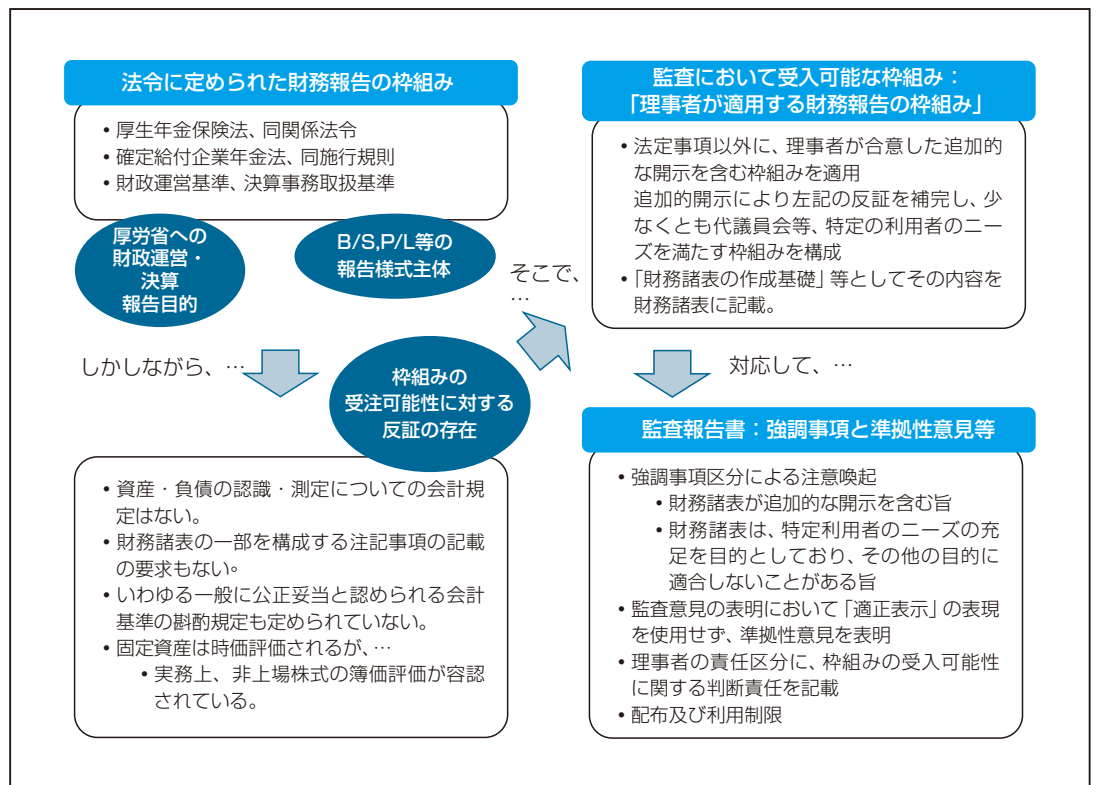 法令に定められた財務報告の枠組み
• 厚生年金保険法、同関係法令
• 確定給付企業年金法、同施行規則
• 財政運営基準、決算事務取扱基準
厚労省への
財政運営・
決算
報告目的
B/S,P/L等の
報告様式主体
しかしながら、…
枠組みの
受注可能性に対する
反証の存在
• 資産・負債の認識・測定についての会計規
定はない。
• 財務諸表の一部を構成する注記事項の記載
の要求もない。
• いわゆる一般に公正妥当と認められる会計
基準の斟酌規定も定められていない。
• 固定資産は時価評価されるが、…
• 実務上、非上場株式の簿価評価が容認
されている。
そこで、
…
監査において受入可能な枠組み：
「理事者が適用する財務報告の枠組み」
• 法定事項以外に、理事者が合意した追加的
な開示を含む枠組みを適用
追加的開示により左記の反証を補完し、少
なくとも代議員会等、特定の利用者のニー
ズを満たす枠組みを構成
• 「財務諸表の作成基礎」等としてその内容を
財務諸表に記載。
対応して、…
監査報告書：強調事項と準拠性意見等
• 強調事項区分による注意喚起
• 財務諸表が追加的な開示を含む旨
• 財務諸表は、特定利用者のニーズの充
足を目的としており、その他の目的に
適合しないことがある旨
• 監査意見の表明において「適正表示」の表現
を使用せず、準拠性意見を表明
• 理事者の責任区分に、枠組みの受入可能性
に関する判断責任を記載
• 配布及び利用制限